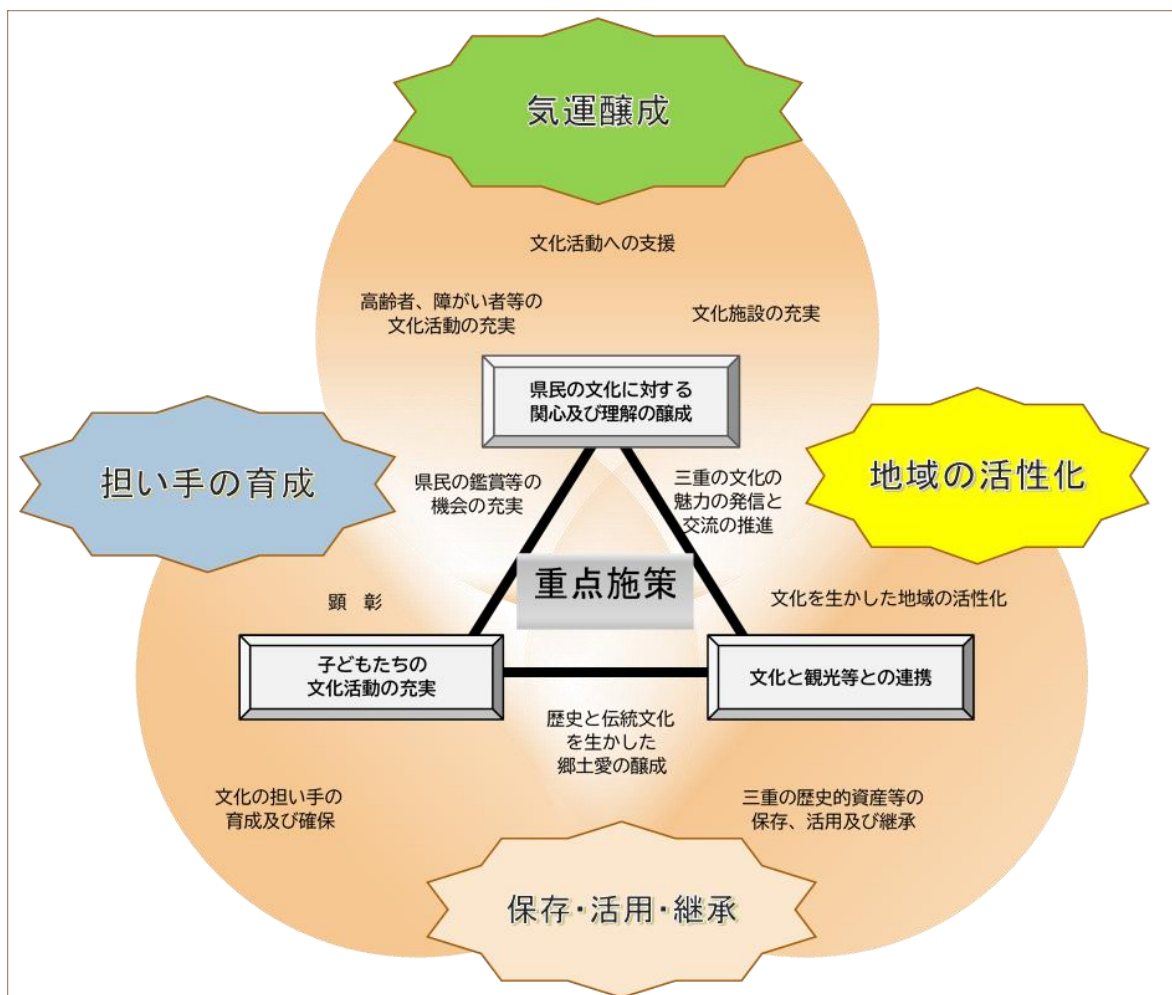 気運醸成
文化活動への支援
高齢者、障がい者等の
文化活動の充実
文化施設の充実
県民の文化に対する
関心及び理解の醸成
担い手の育成
地域の活性化
県民の鑑賞等の
機会の充実
三重の文化の
魅力の発信と
交流の推進
重点施策
顕 彰
文化を生かした地域の活性化
子どもたちの
文化活動の充実
文化と観光等との連携
歴史と伝統文化
を生かした
郷土愛の醸成
文化の担い手の
育成及び確保
三重の歴史的資産等の
保存、活用及び継承
保存・活用・継承